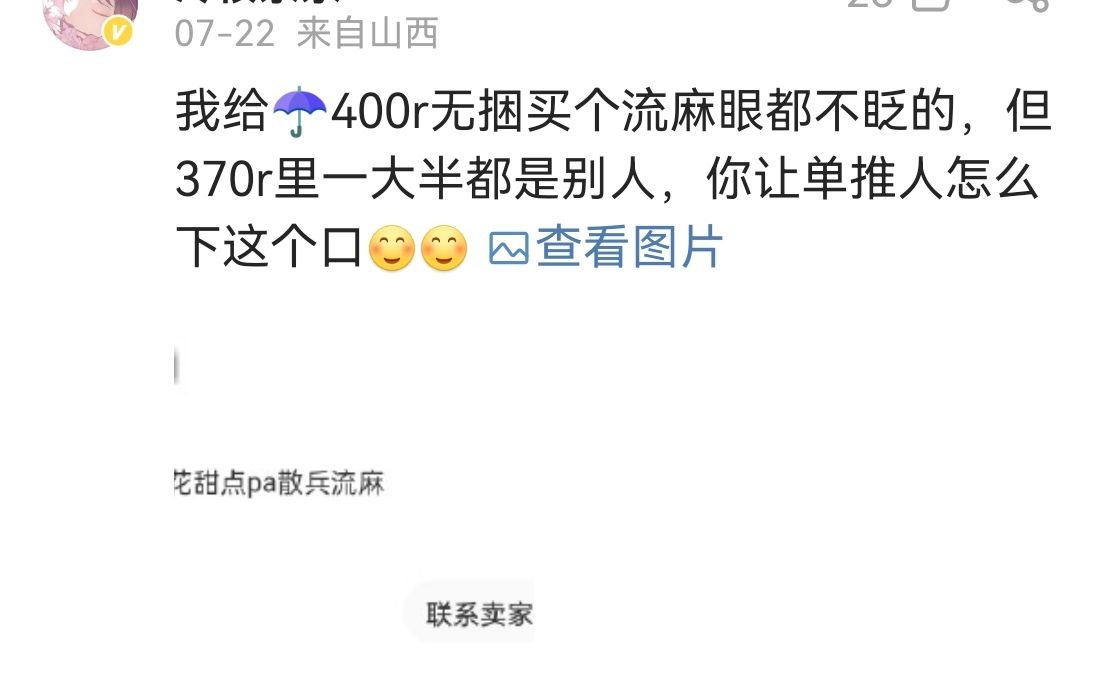 07-22 来自山西
我给☂️400r无捆买个流麻眼都不眨的，但
370r里一大半都是别人，你让单推人怎么
下这个口😊😊 查看图片
花甜点pa散兵流麻
联系卖家